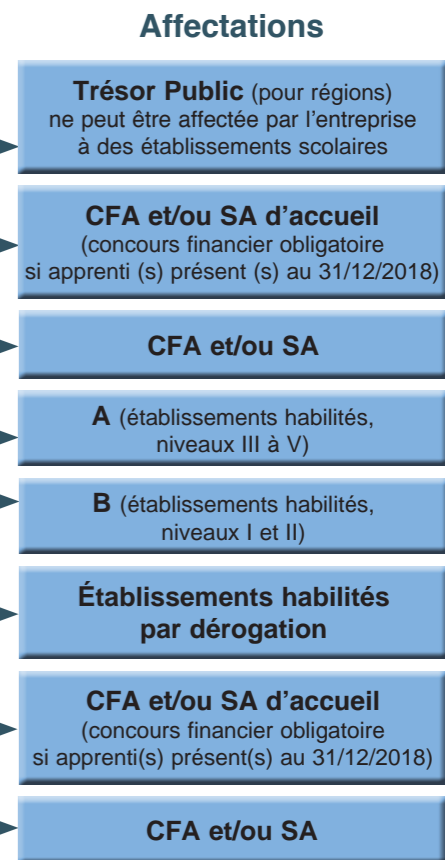 Affectations
Trésor Public (pour régions)
ne peut être affectée par l'entreprise
à des établissements scolaires
CFA et/ou SA d'accueil
(concours financier obligatoire
si apprenti (s) présent (s) au 31/12/2018)
CFA et/ou SA
A (établissements habilités,
niveaux III à V)
B (établissements habilités,
niveaux I et II)
Établissements habilités
par dérogation
CFA et/ou SA d'accueil
(concours financier obligatoire
si apprenti(s) présent(s) au 31/12/2018)
CFA et/ou SA